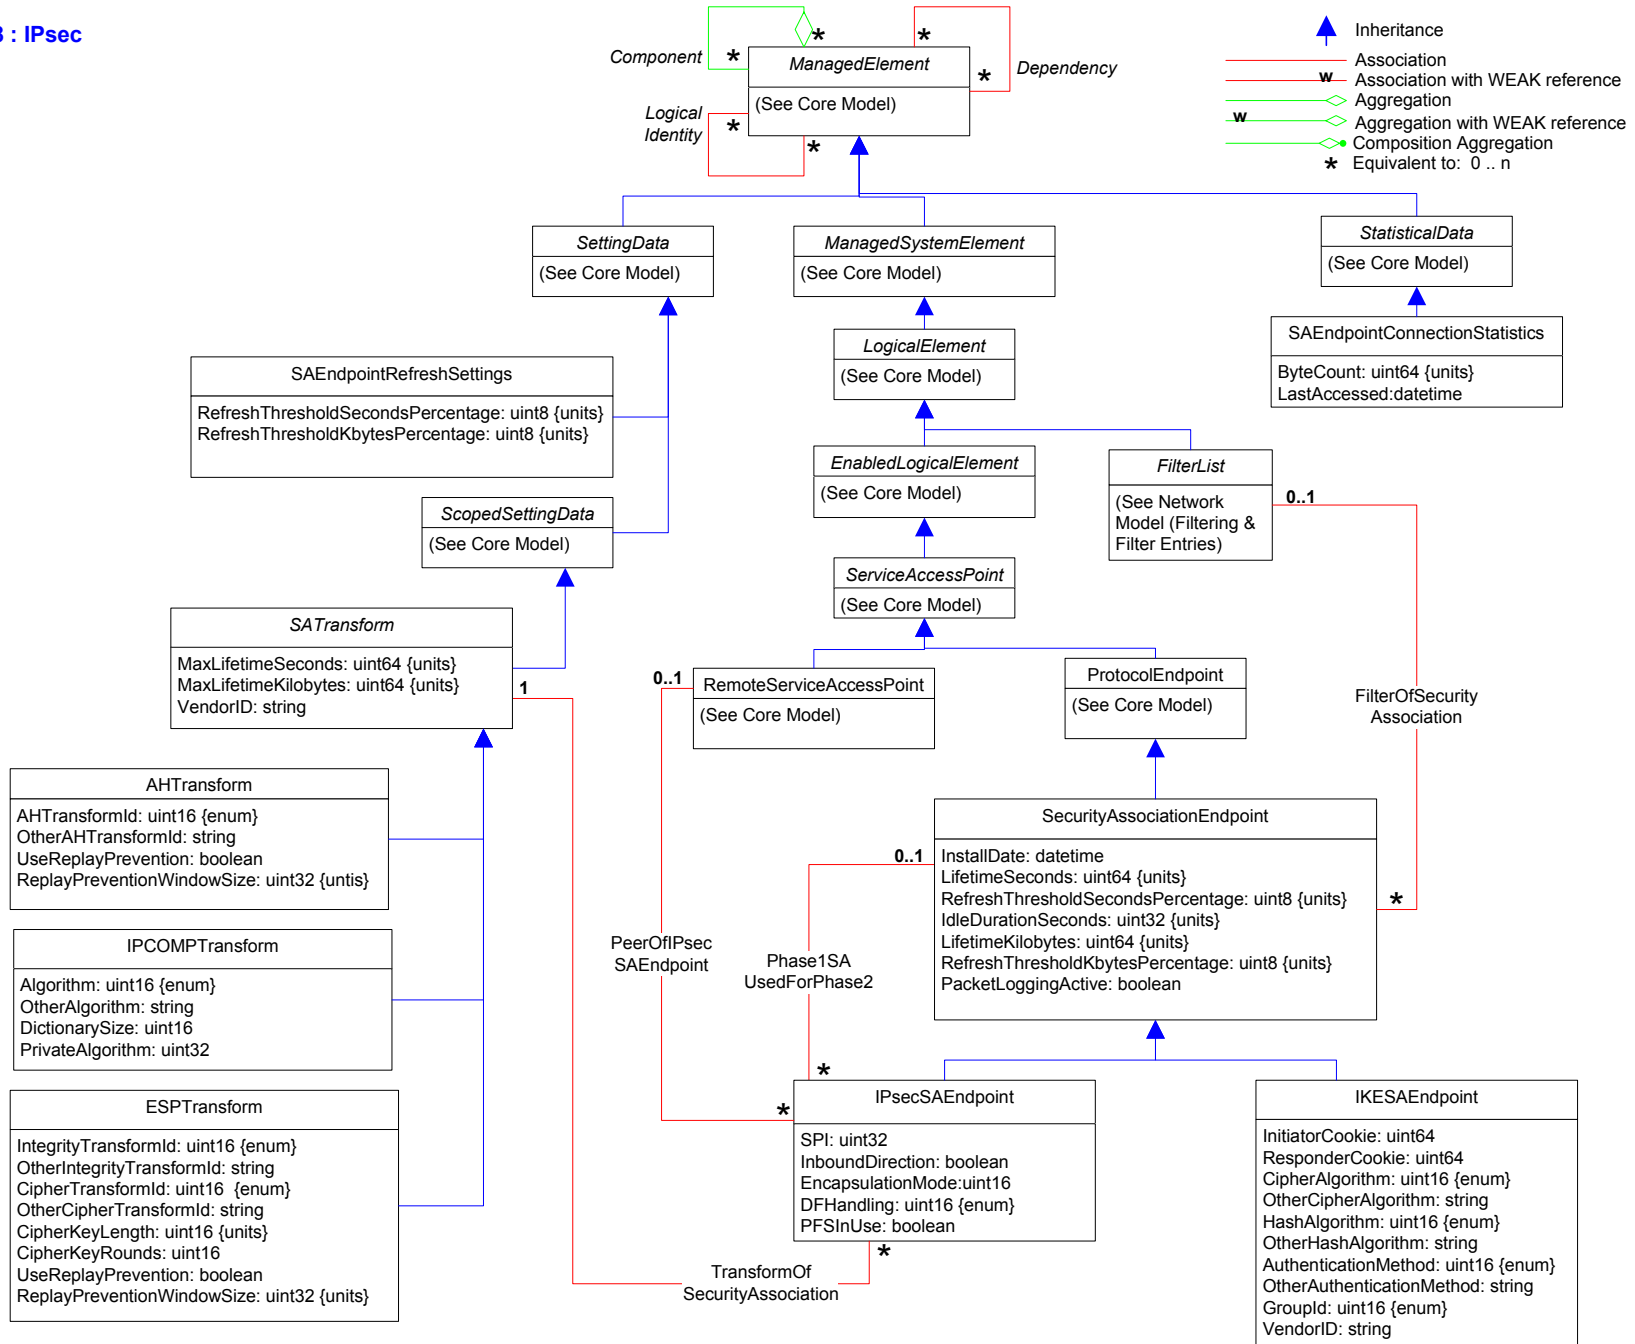 : IPsec
Component
*
*
ManagedElement
(See Core Model)
*
*
Dependency
Logical
Identity
*
*
Inheritance
Association
w
Association with WEAK reference
Aggregation
w
Aggregation with WEAK reference
Composition Aggregation
*
Equivalent to: 0 .. n
SettingData
(See Core Model)
ManagedSystemElement
(See Core Model)
StatisticalData
(See Core Model)
SAEndpointConnectionStatistics
ByteCount: uint64 {units}
LastAccessed:datetime
LogicalElement
(See Core Model)
SAEndpointRefreshSettings
RefreshThresholdSecondsPercentage: uint8 {units}
RefreshThresholdKbytesPercentage: uint8 {units}
EnabledLogicalElement
(See Core Model)
FilterList
(See Network
Model (Filtering &
Filter Entries)
0..1
ScopedSettingData
(See Core Model)
ServiceAccessPoint
(See Core Model)
SATransform
MaxLifetimeSeconds: uint64 {units}
MaxLifetimeKilobytes: uint64 {units}
VendorID: string
1
0..1
RemoteServiceAccessPoint
(See Core Model)
ProtocolEndpoint
(See Core Model)
FilterOfSecurity
Association
AHTransform
AHTransformId: uint16 {enum}
OtherAHTransformId: string
UseReplayPrevention: boolean
ReplayPreventionWindowSize: uint32 {untis}
SecurityAssociationEndpoint
InstallDate: datetime
LifetimeSeconds: uint64 {units}
RefreshThresholdSecondsPercentage: uint8 {units}
IdleDurationSeconds: uint32 {units}
LifetimeKilobytes: uint64 {units}
RefreshThresholdKbytesPercentage: uint8 {units}
PacketLoggingActive: boolean
0..1
*
PeerOfIPsec
SAEndpoint
Phase1SA
UsedForPhase2
IPCOMPTransform
Algorithm: uint16 {enum}
OtherAlgorithm: string
DictionarySize: uint16
PrivateAlgorithm: uint32
*
*
IPsecSAEndpoint
SPI: uint32
InboundDirection: boolean
EncapsulationMode:uint16
DFHandling: uint16 {enum}
PFSInUse: boolean
*
IKESAEndpoint
InitiatorCookie: uint64
ResponderCookie: uint64
CipherAlgorithm: uint16 {enum}
OtherCipherAlgorithm: string
HashAlgorithm: uint16 {enum}
OtherHashAlgorithm: string
AuthenticationMethod: uint16 {enum}
OtherAuthenticationMethod: string
GroupId: uint16 {enum}
VendorID: string
ESPTransform
IntegrityTransformId: uint16 {enum}
OtherIntegrityTransformId: string
CipherTransformId: uint16 {enum}
OtherCipherTransformId: string
CipherKeyLength: uint16 {units}
CipherKeyRounds: uint16
UseReplayPrevention: boolean
ReplayPreventionWindowSize: uint32 {units}
TransformOf
SecurityAssociation